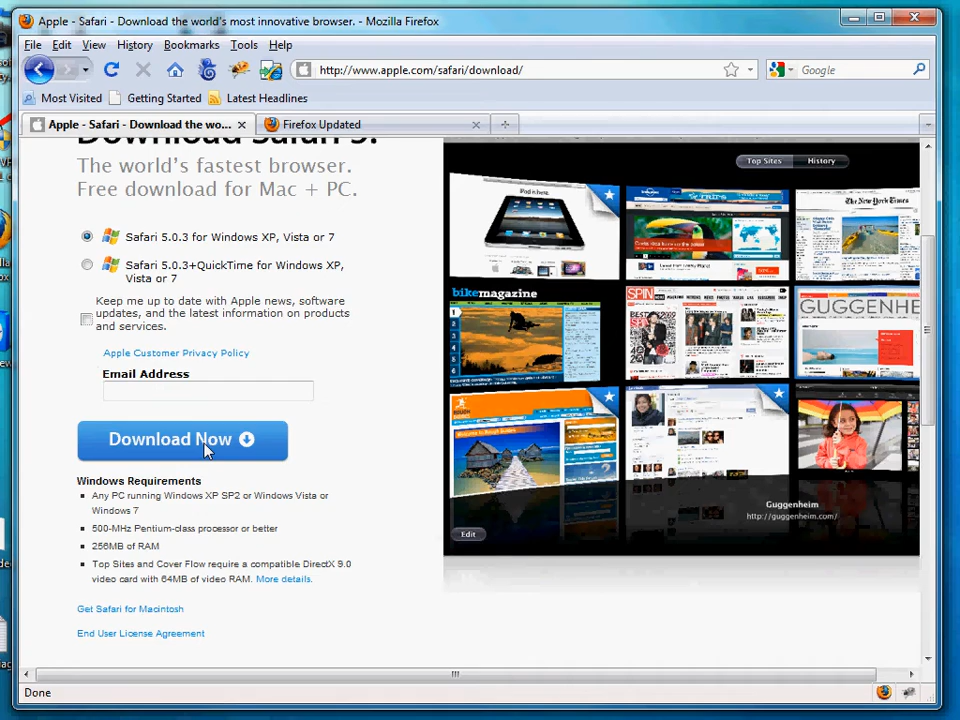 Apple - Safari - Download the world's most innovative browser. - Mozilla Firefox
File Edit View History Bookmarks Tools Help
http://www.apple.com/safari/download/
Google
Most Visited Getting Started Latest Headlines
Apple - Safari - Download the wo...
Firefox Updated
Download Safari 5.
The world's fastest browser.
Free download for Mac + PC.
Safari 5.0.3 for Windows XP, Vista or 7
Safari 5.0.3+QuickTime for Windows XP,
Vista or 7
Keep me up to date with Apple news, software
updates, and the latest information on products
and services.
Apple Customer Privacy Policy
Email Address
Download Now
Windows Requirements
Any PC running Windows XP SP2 or Windows Vista or
Windows 7
500-MHz Pentium-class processor or better
256MB of RAM
Top Sites and Cover Flow require a compatible DirectX 9.0
video card with 64MB of video RAM. More details.
Get Safari for Macintosh
End User License Agreement
Top Sites History
iPad is here.
The New York Times
bikemagazine
SPIN
GUGGENHE
Guggenheim
http://guggenheim.com/
Edit
Done